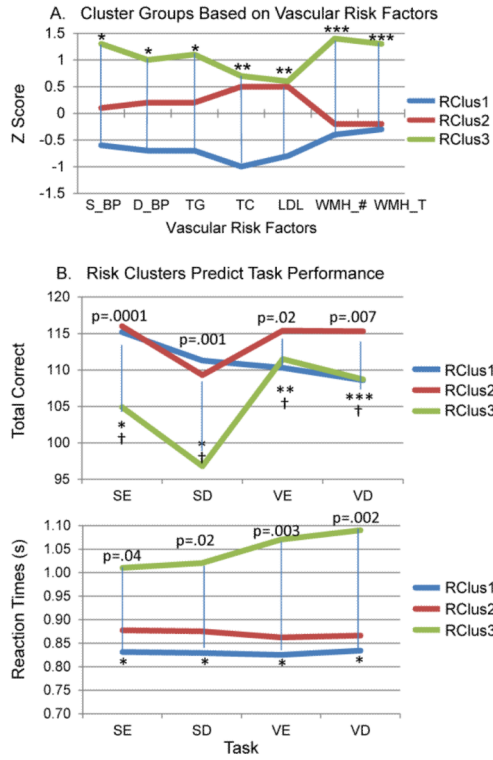 A. Cluster Groups Based on Vascular Risk Factors
Z Score
1.5
1
0.5
0
-0.5
-1
-1.5
* * * ** ** *** ***
RClus1
RClus2
RClus3
S_BP D_BP TG TC LDL WMH_# WMH_T
Vascular Risk Factors
B. Risk Clusters Predict Task Performance
Total Correct
120
115
110
105
100
95
p=.0001 p=.001 p=.02 p=.007
* * ** ***
† † † †
RClus1
RClus2
RClus3
SE SD VE VD
Reaction Times (s)
1.10
1.05
1.00
0.95
0.90
0.85
0.80
0.75
0.70
p=.04 p=.02 p=.003 p=.002
* * * *
RClus1
RClus2
RClus3
SE SD VE VD
Task